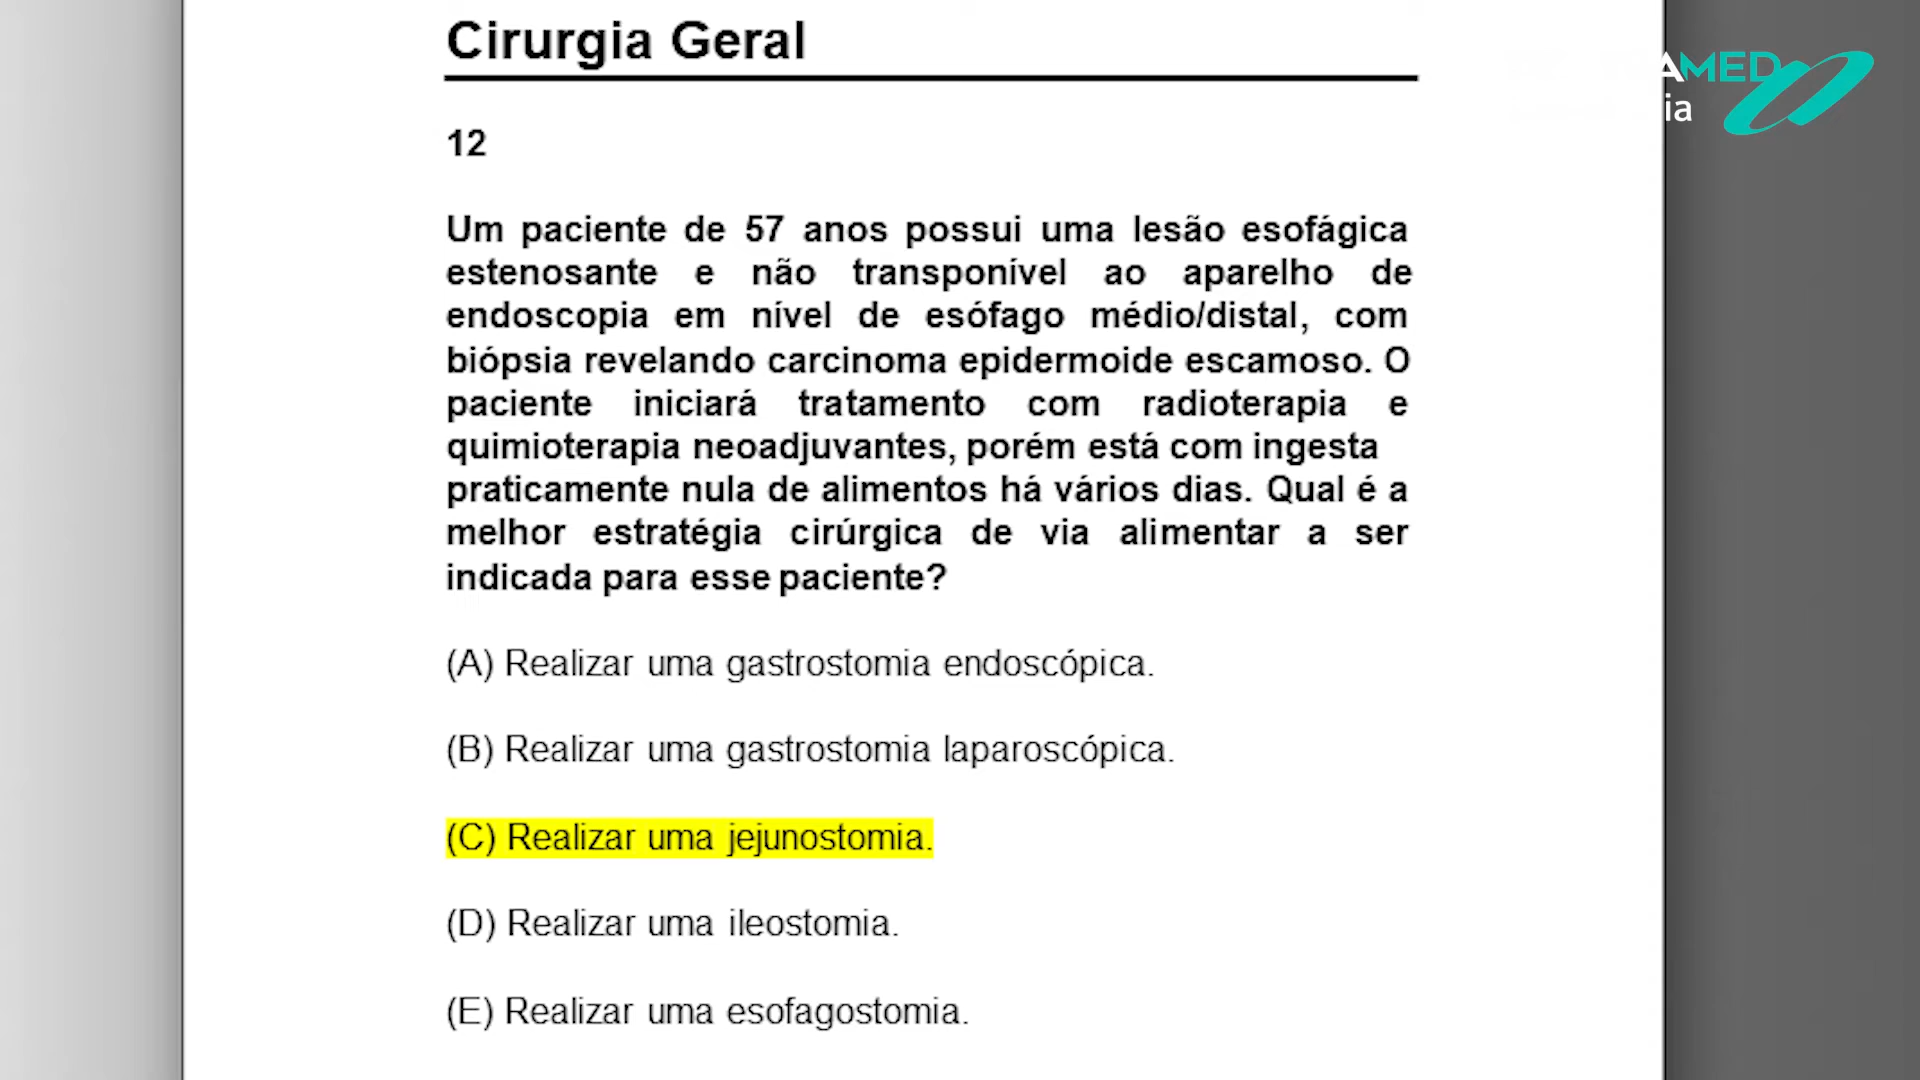 Cirurgia Geral
AMED
ia
12
Um paciente de 57 anos possui uma lesão esofágica
estenosante e não transponível ao aparelho de
endoscopia em nível de esófago médio/distal, com
biópsia revelando carcinoma epidermoide escamoso. O
paciente iniciará tratamento com radioterapia e
quimioterapia neoadjuvantes, porém está com ingesta
praticamente nula de alimentos há vários dias. Qual é a
melhor estratégia cirúrgica de via alimentar a ser
indicada para esse paciente?
(A) Realizar uma gastrostomia endoscópica.
(B) Realizar uma gastrostomia laparoscópica.
(C) Realizar uma jejunostomia.
(D) Realizar uma ileostomia.
(E) Realizar uma esofagostomia.